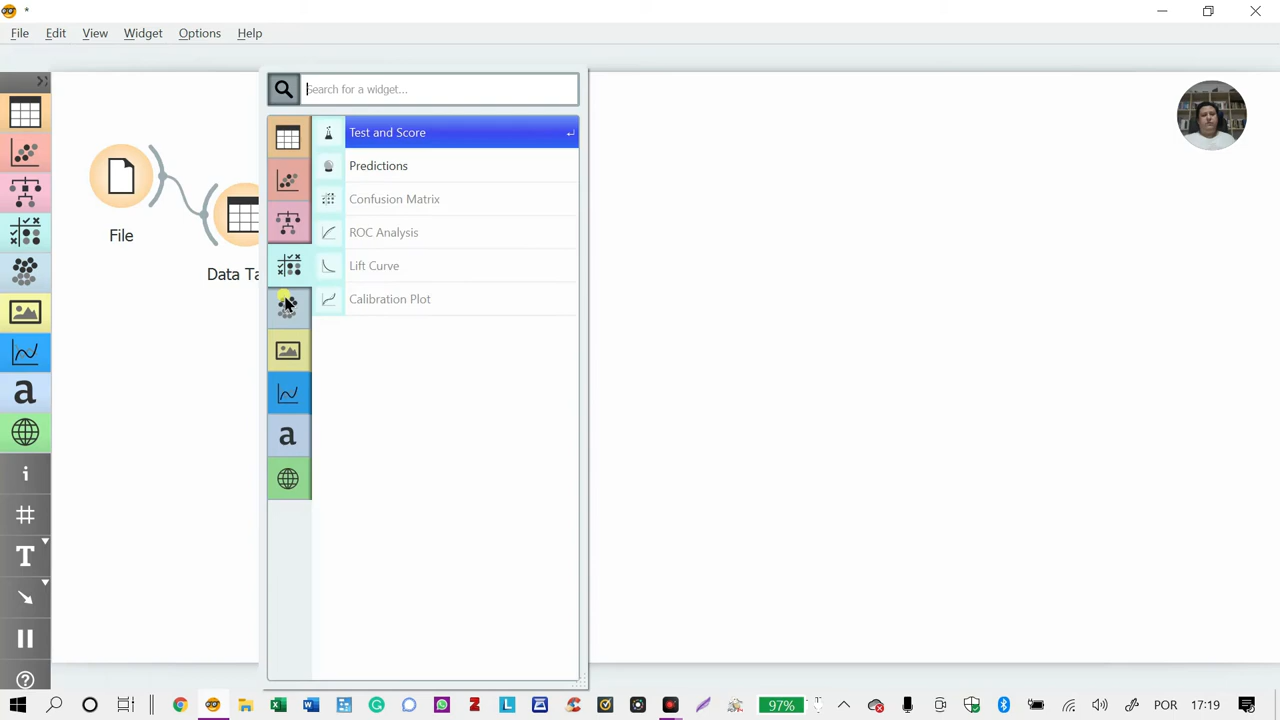 *
File Edit View Widget Options Help
Search for a widget...
Test and Score
Predictions
Confusion Matrix
ROC Analysis
Lift Curve
Calibration Plot
File
Data Ta
a
a
i
T
?
97%
POR
17:19